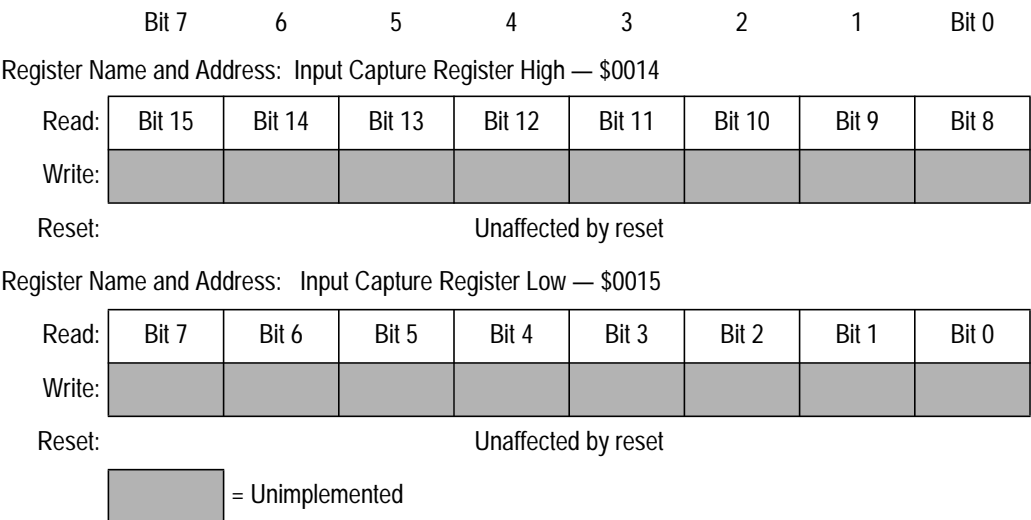 Bit 7 6 5 4 3 2 1 Bit 0
Register Name and Address: Input Capture Register High — $0014
Read: Bit 15 Bit 14 Bit 13 Bit 12 Bit 11 Bit 10 Bit 9 Bit 8
Write:
Reset: Unaffected by reset
Register Name and Address: Input Capture Register Low — $0015
Read: Bit 7 Bit 6 Bit 5 Bit 4 Bit 3 Bit 2 Bit 1 Bit 0
Write:
Reset: Unaffected by reset
= Unimplemented